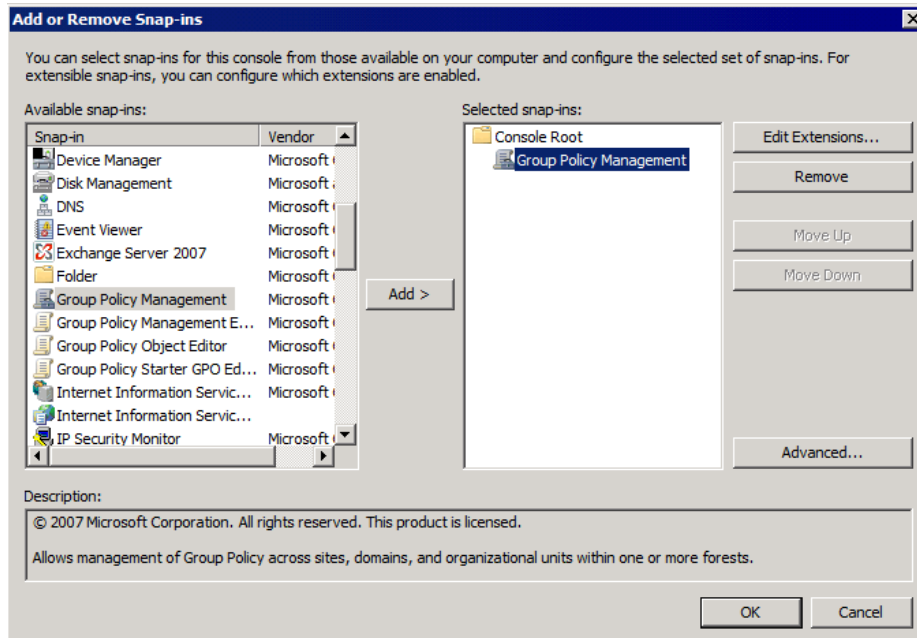 Add or Remove Snap-ins
You can select snap-ins for this console from those available on your computer and configure the selected set of snap-ins. For
extensible snap-ins, you can configure which extensions are enabled.
Available snap-ins:
Snap-in Vendor
Device Manager Microsoft
Disk Management Microsoft
DNS Microsoft
Event Viewer Microsoft
Exchange Server 2007 Microsoft
Folder Microsoft
Group Policy Management Microsoft
Group Policy Management E... Microsoft
Group Policy Object Editor Microsoft
Group Policy Starter GPO Ed... Microsoft
Internet Information Servic... Microsoft
Internet Information Servic...
IP Security Monitor Microsoft
Add >
Selected snap-ins:
Console Root
Group Policy Management
Edit Extensions...
Remove
Move Up
Move Down
Advanced...
Description:
© 2007 Microsoft Corporation. All rights reserved. This product is licensed.
Allows management of Group Policy across sites, domains, and organizational units within one or more forests.
OK
Cancel